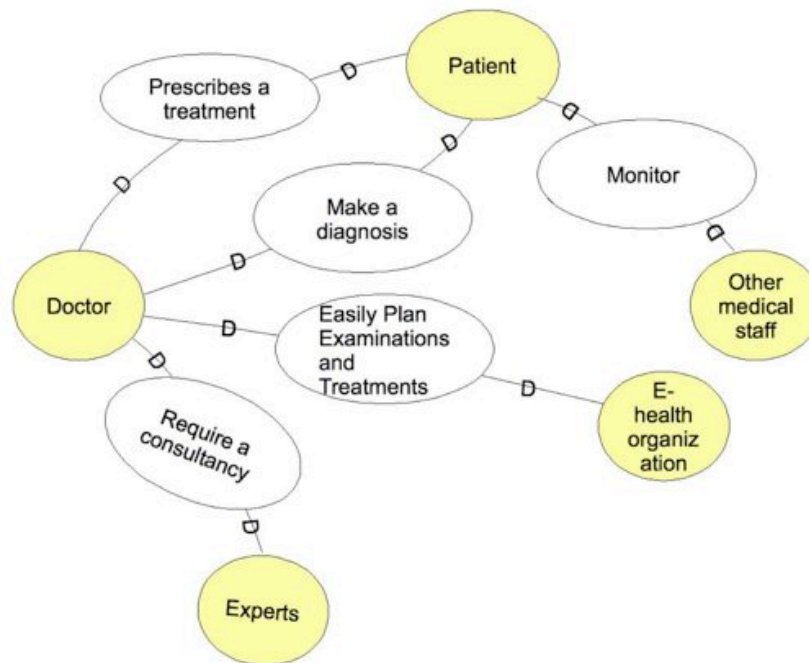 Patient
Prescribes a
treatment
D
D
D
D
Monitor
Make a
diagnosis
D
D
Other
medical
staff
Doctor
Easily Plan
Examinations
and
Treatments
D
D
D
E-
health
organiz
ation
Require a
consultancy
D
Experts